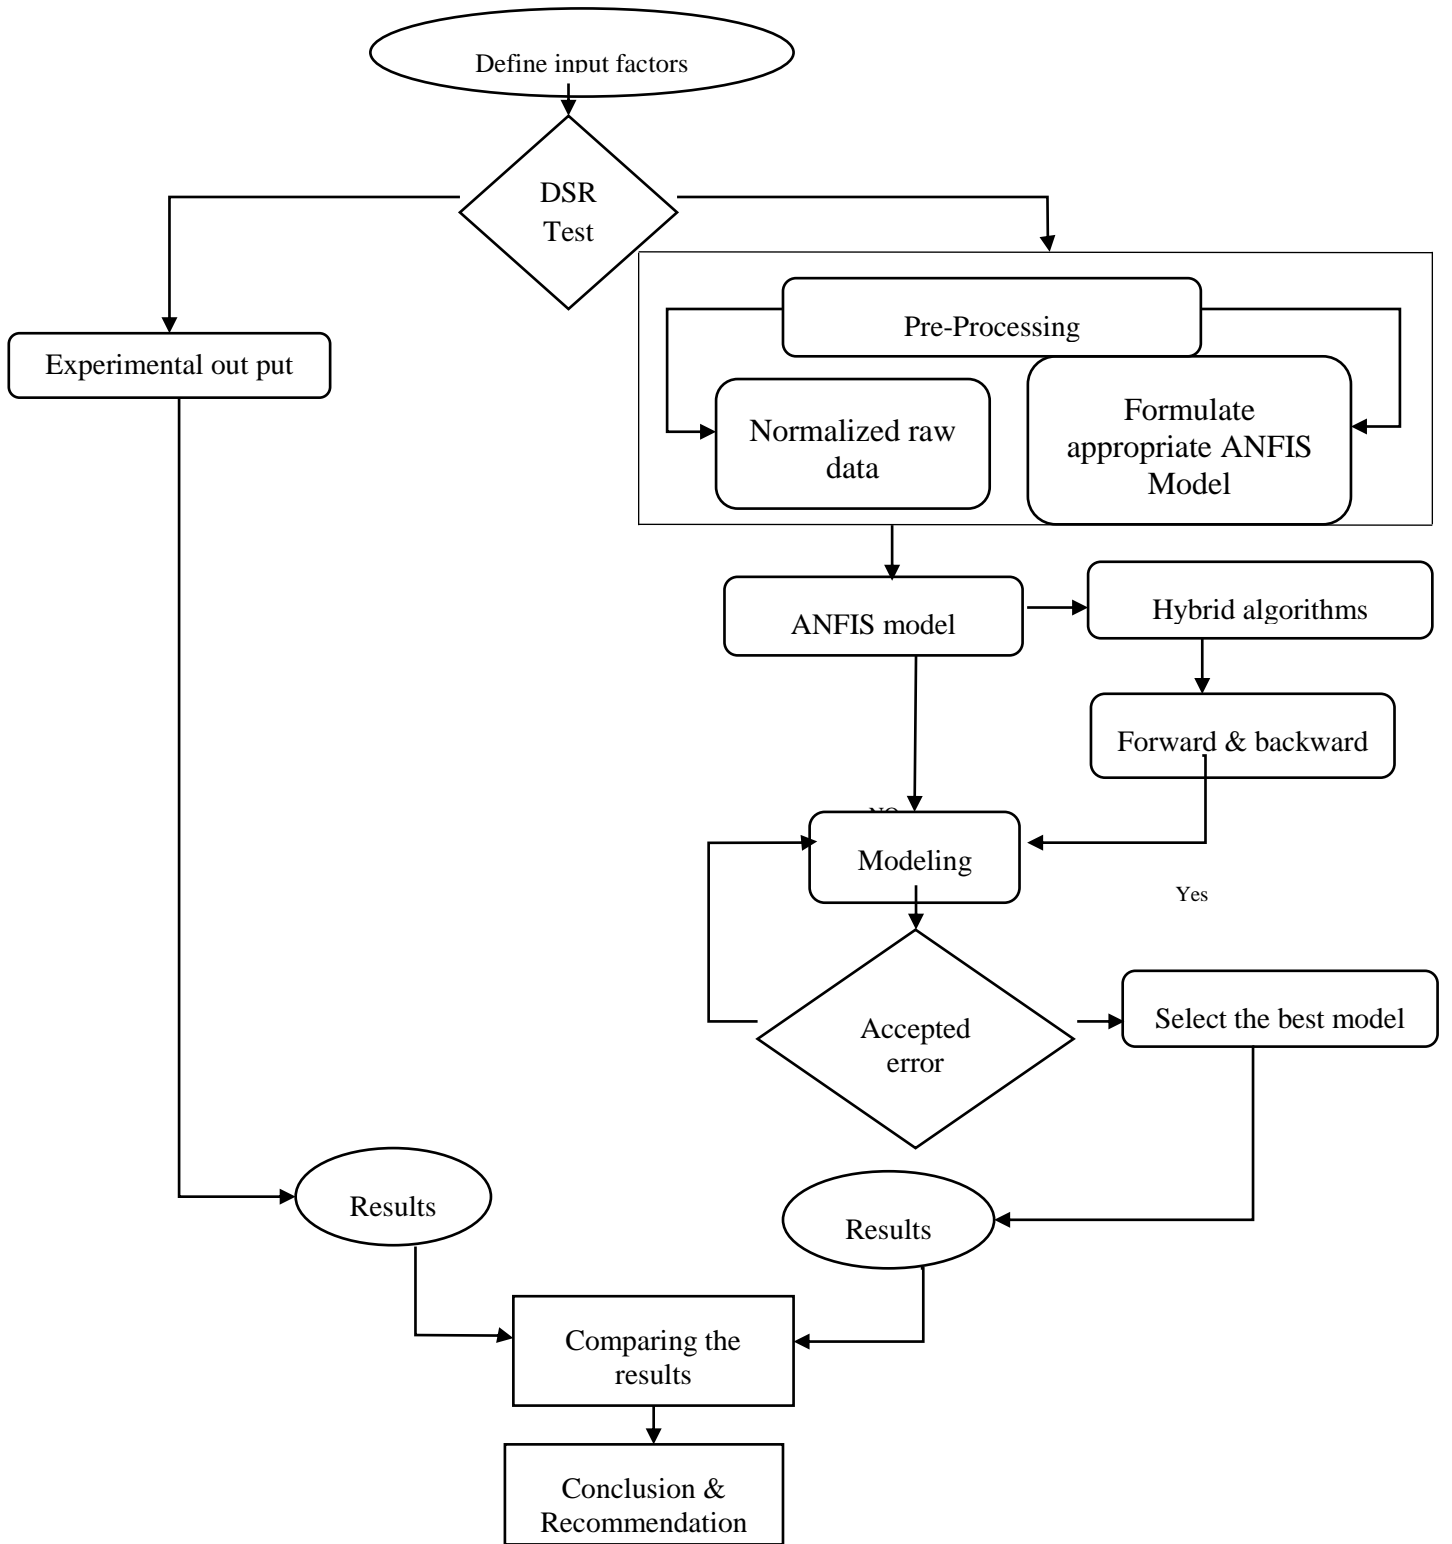 Define input factors
DSR
Test
Experimental out put
Pre-Processing
Normalized raw
data
Formulate
appropriate ANFIS
Model
ANFIS model
Hybrid algorithms
Forward & backward
NO
Modeling
Yes
Accepted
error
Select the best model
Results
Results
Comparing the
results
Conclusion &
Recommendation